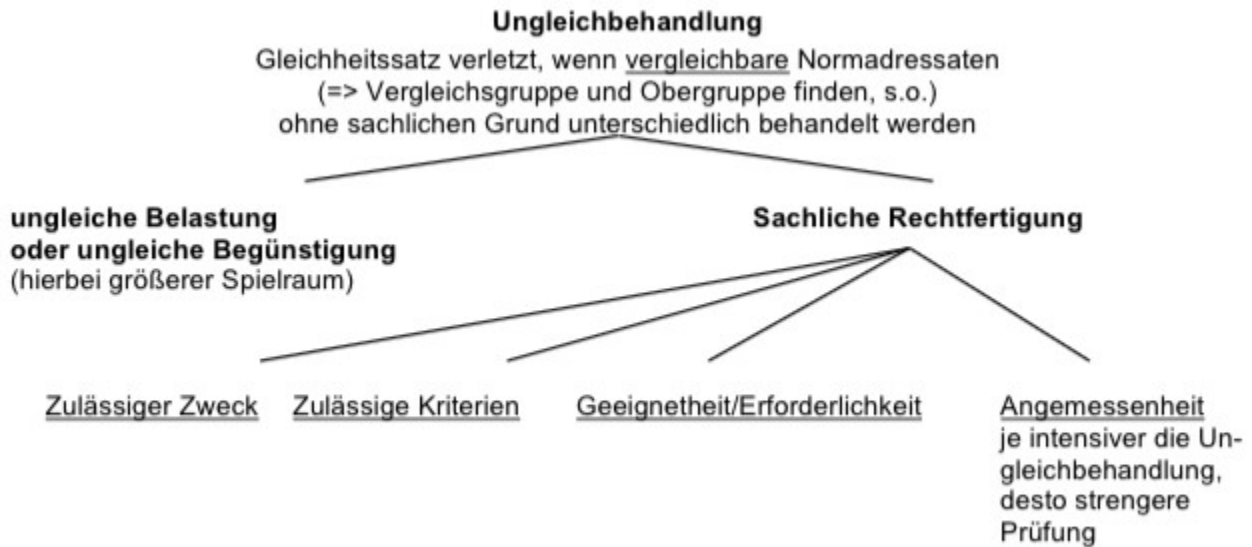 Ungleichbehandlung
Gleichheitssatz verletzt, wenn vergleichbare Normadressaten
(=> Vergleichsgruppe und Obergruppe finden, s.o.)
ohne sachlichen Grund unterschiedlich behandelt werden
ungleiche Belastung
oder ungleiche Begünstigung
(hierbei größerer Spielraum)
Sachliche Rechtfertigung
Zulässiger Zweck
Zulässige Kriterien
Geeignetheit/Erforderlichkeit
Angemessenheit
je intensiver die Un-
gleichbehandlung,
desto strengere
Prüfung